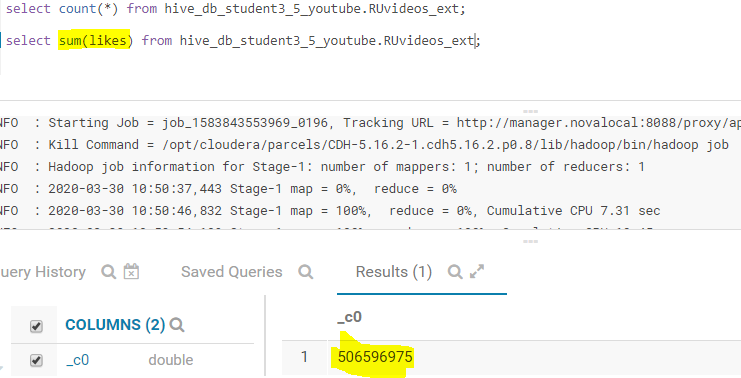 select count(*) from hive_db_student3_5_youtube.RUvideos_ext;
select sum(likes) from hive_db_student3_5_youtube.RUvideos_ext;
NFO : Starting Job = job_1583843553969_0196, Tracking URL = http://manager.novalocal:8088/proxy/ap
NFO : Kill Command = /opt/cloudera/parcels/CDH-5.16.2-1.cdh5.16.2.p0.8/lib/hadoop/bin/hadoop job
NFO : Hadoop job information for Stage-1: number of mappers: 1; number of reducers: 1
NFO : 2020-03-30 10:50:37,443 Stage-1 map = 0%, reduce = 0%
NFO : 2020-03-30 10:50:46,832 Stage-1 map = 100%, reduce = 0%, Cumulative CPU 7.31 sec
uery History Saved Queries Results (1)
COLUMNS (2) _c0
_c0 double 1 506596975